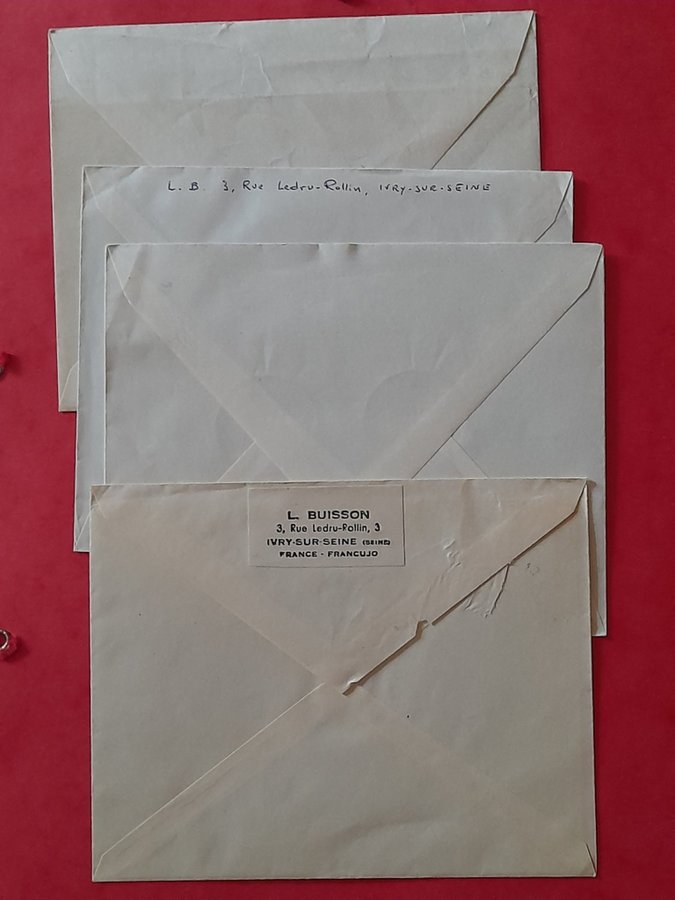 L. B. 3, Rue Ledru-Rollin, IVRY-SUR-SEINE
L. BUISSON
3, Rue Ledru-Rollin, 3
IVRY-SUR-SEINE (SEINE)
FRANCE - FRANCUJO